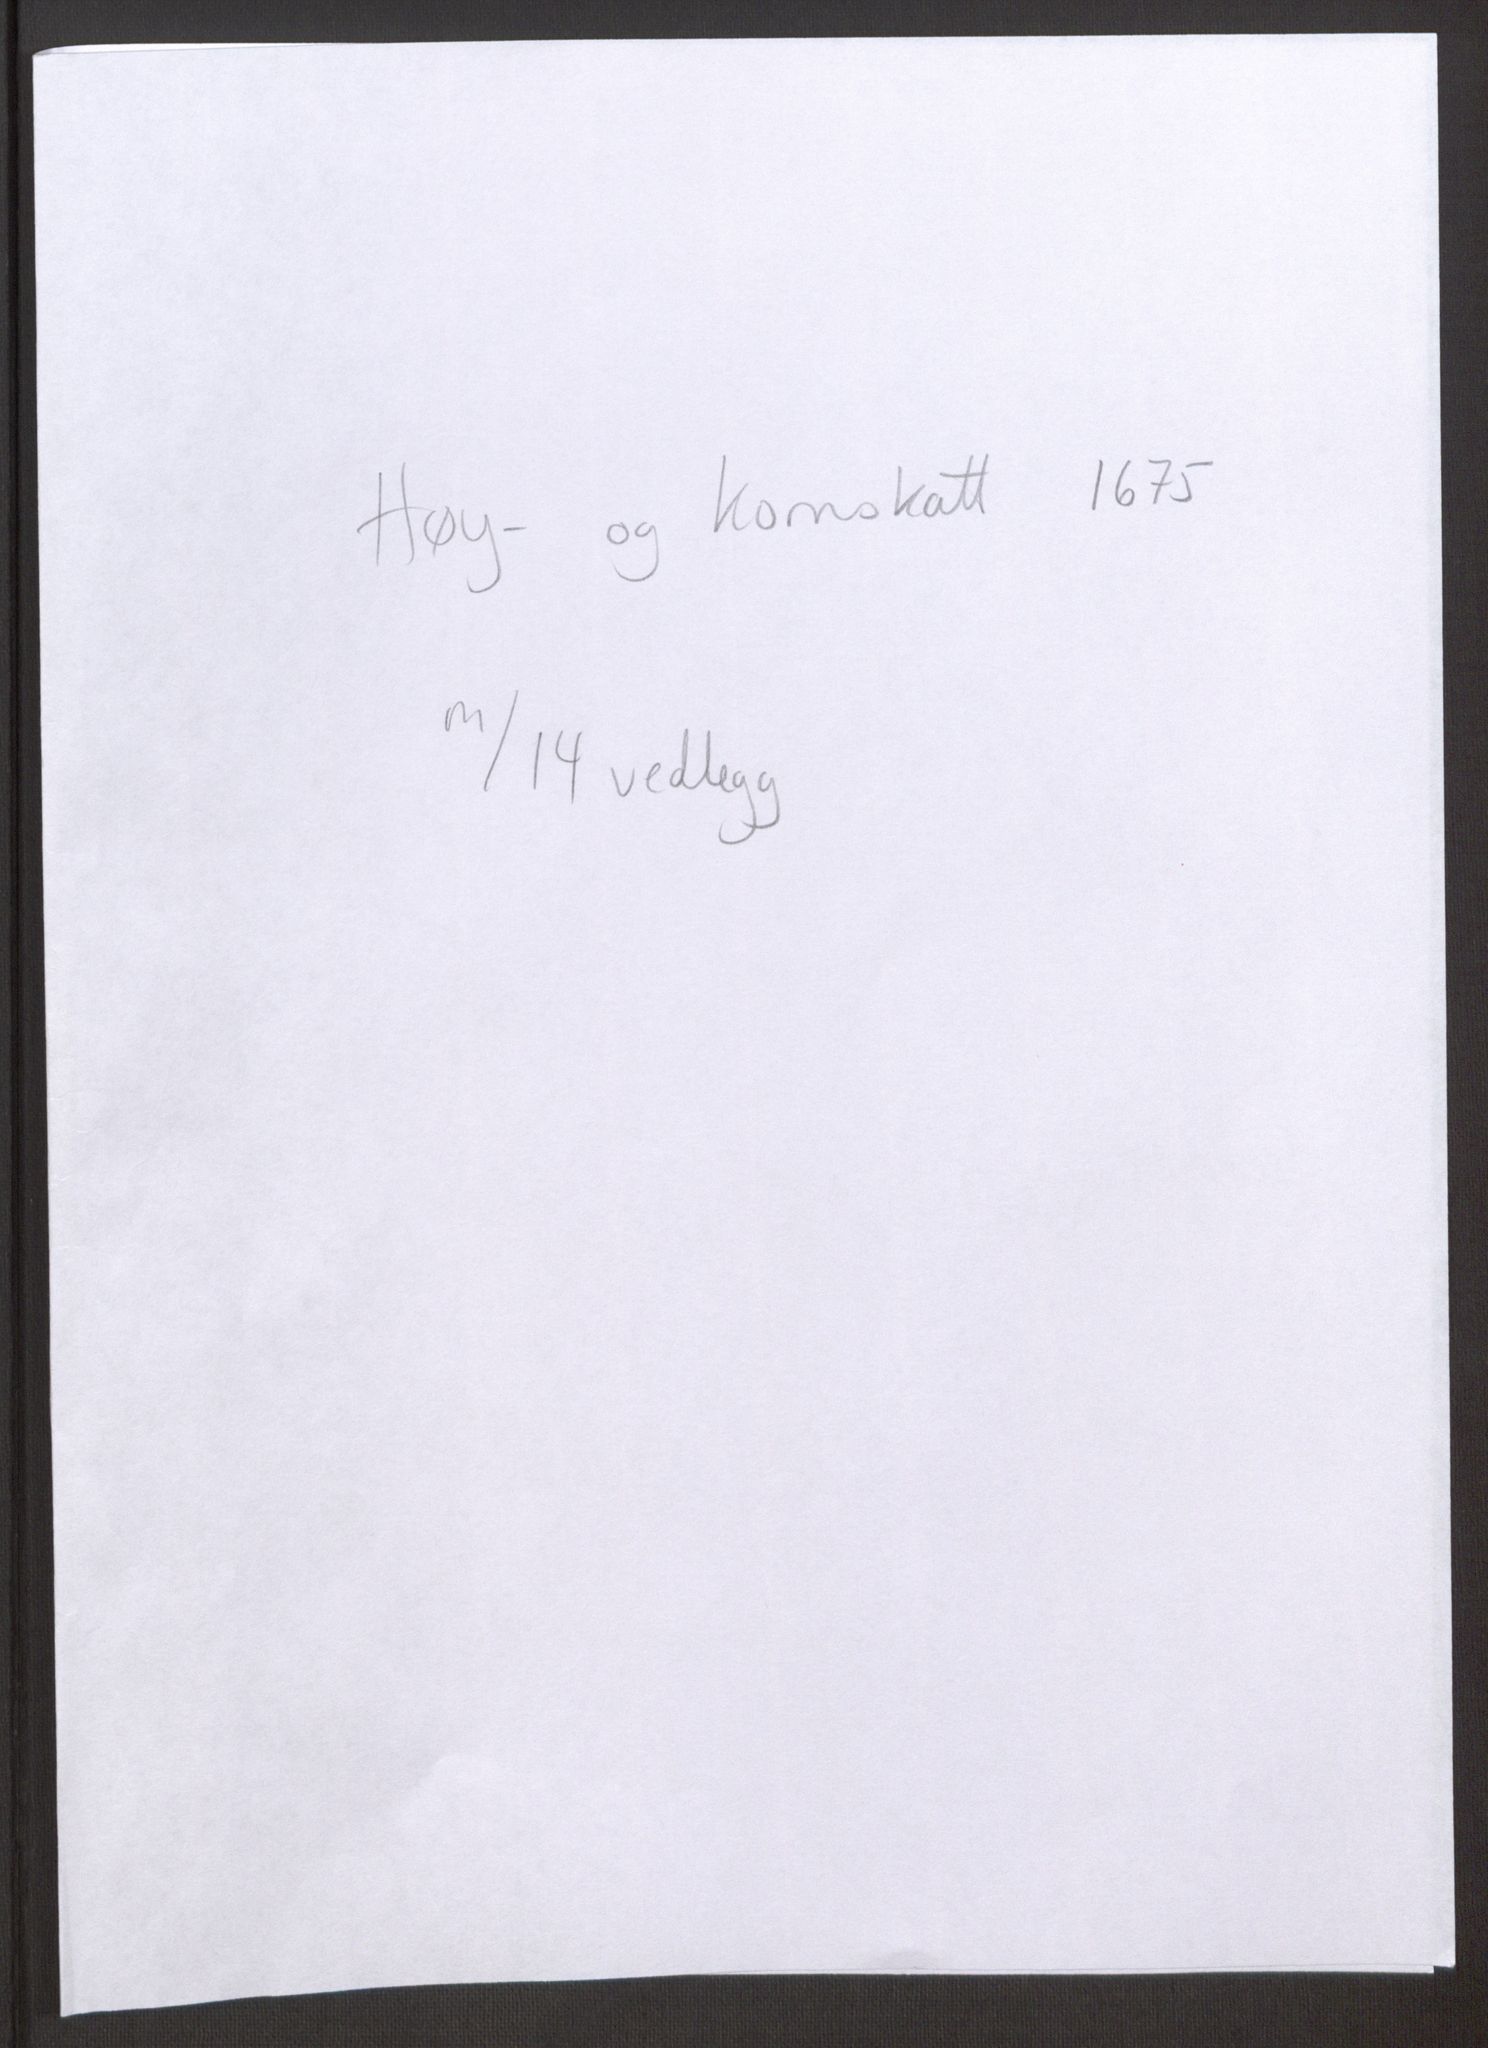 Høy- og kornskatt 1675
m/14 vedlegg